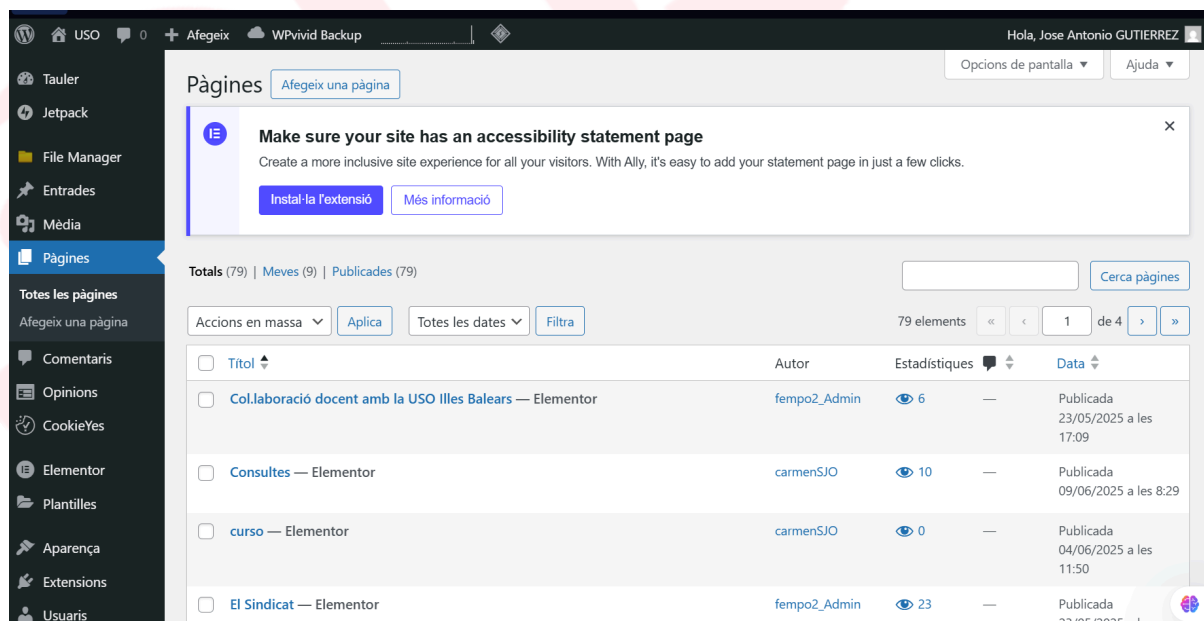 USO 0 Afegeix WPvivid Backup Hola, Jose Antonio GUTIERREZ
Opcions de pantalla ▼ Ajuda ▼
Tauler
Jetpack
File Manager
Entrades
Mèdia
Pàgines
Totes les pàgines
Afegeix una pàgina
Comentaris
Opinions
CookieYes
Elementor
Plantilles
Aparença
Extensions
Usuaris
Pàgines Afegeix una pàgina
Make sure your site has an accessibility statement page
Create a more inclusive site experience for all your visitors. With Ally, it's easy to add your statement page in just a few clicks.
Instal·la l'extensió Més informació
Totals (79) | Meves (9) | Publicades (79)
Cerca pàgines
Accions en massa Aplica Totes les dates Filtra 79 elements « ‹ 1 de 4 › »
Títol Autor Estadístiques Data
Col.laboració docent amb la USO Illes Balears — Elementor fempo2_Admin 6 — Publicada
23/05/2025 a les
17:09
Consultes — Elementor carmenSJO 10 — Publicada
09/06/2025 a les 8:29
curso — Elementor carmenSJO 0 — Publicada
04/06/2025 a les
11:50
El Sindicat — Elementor fempo2_Admin 23 — Publicada